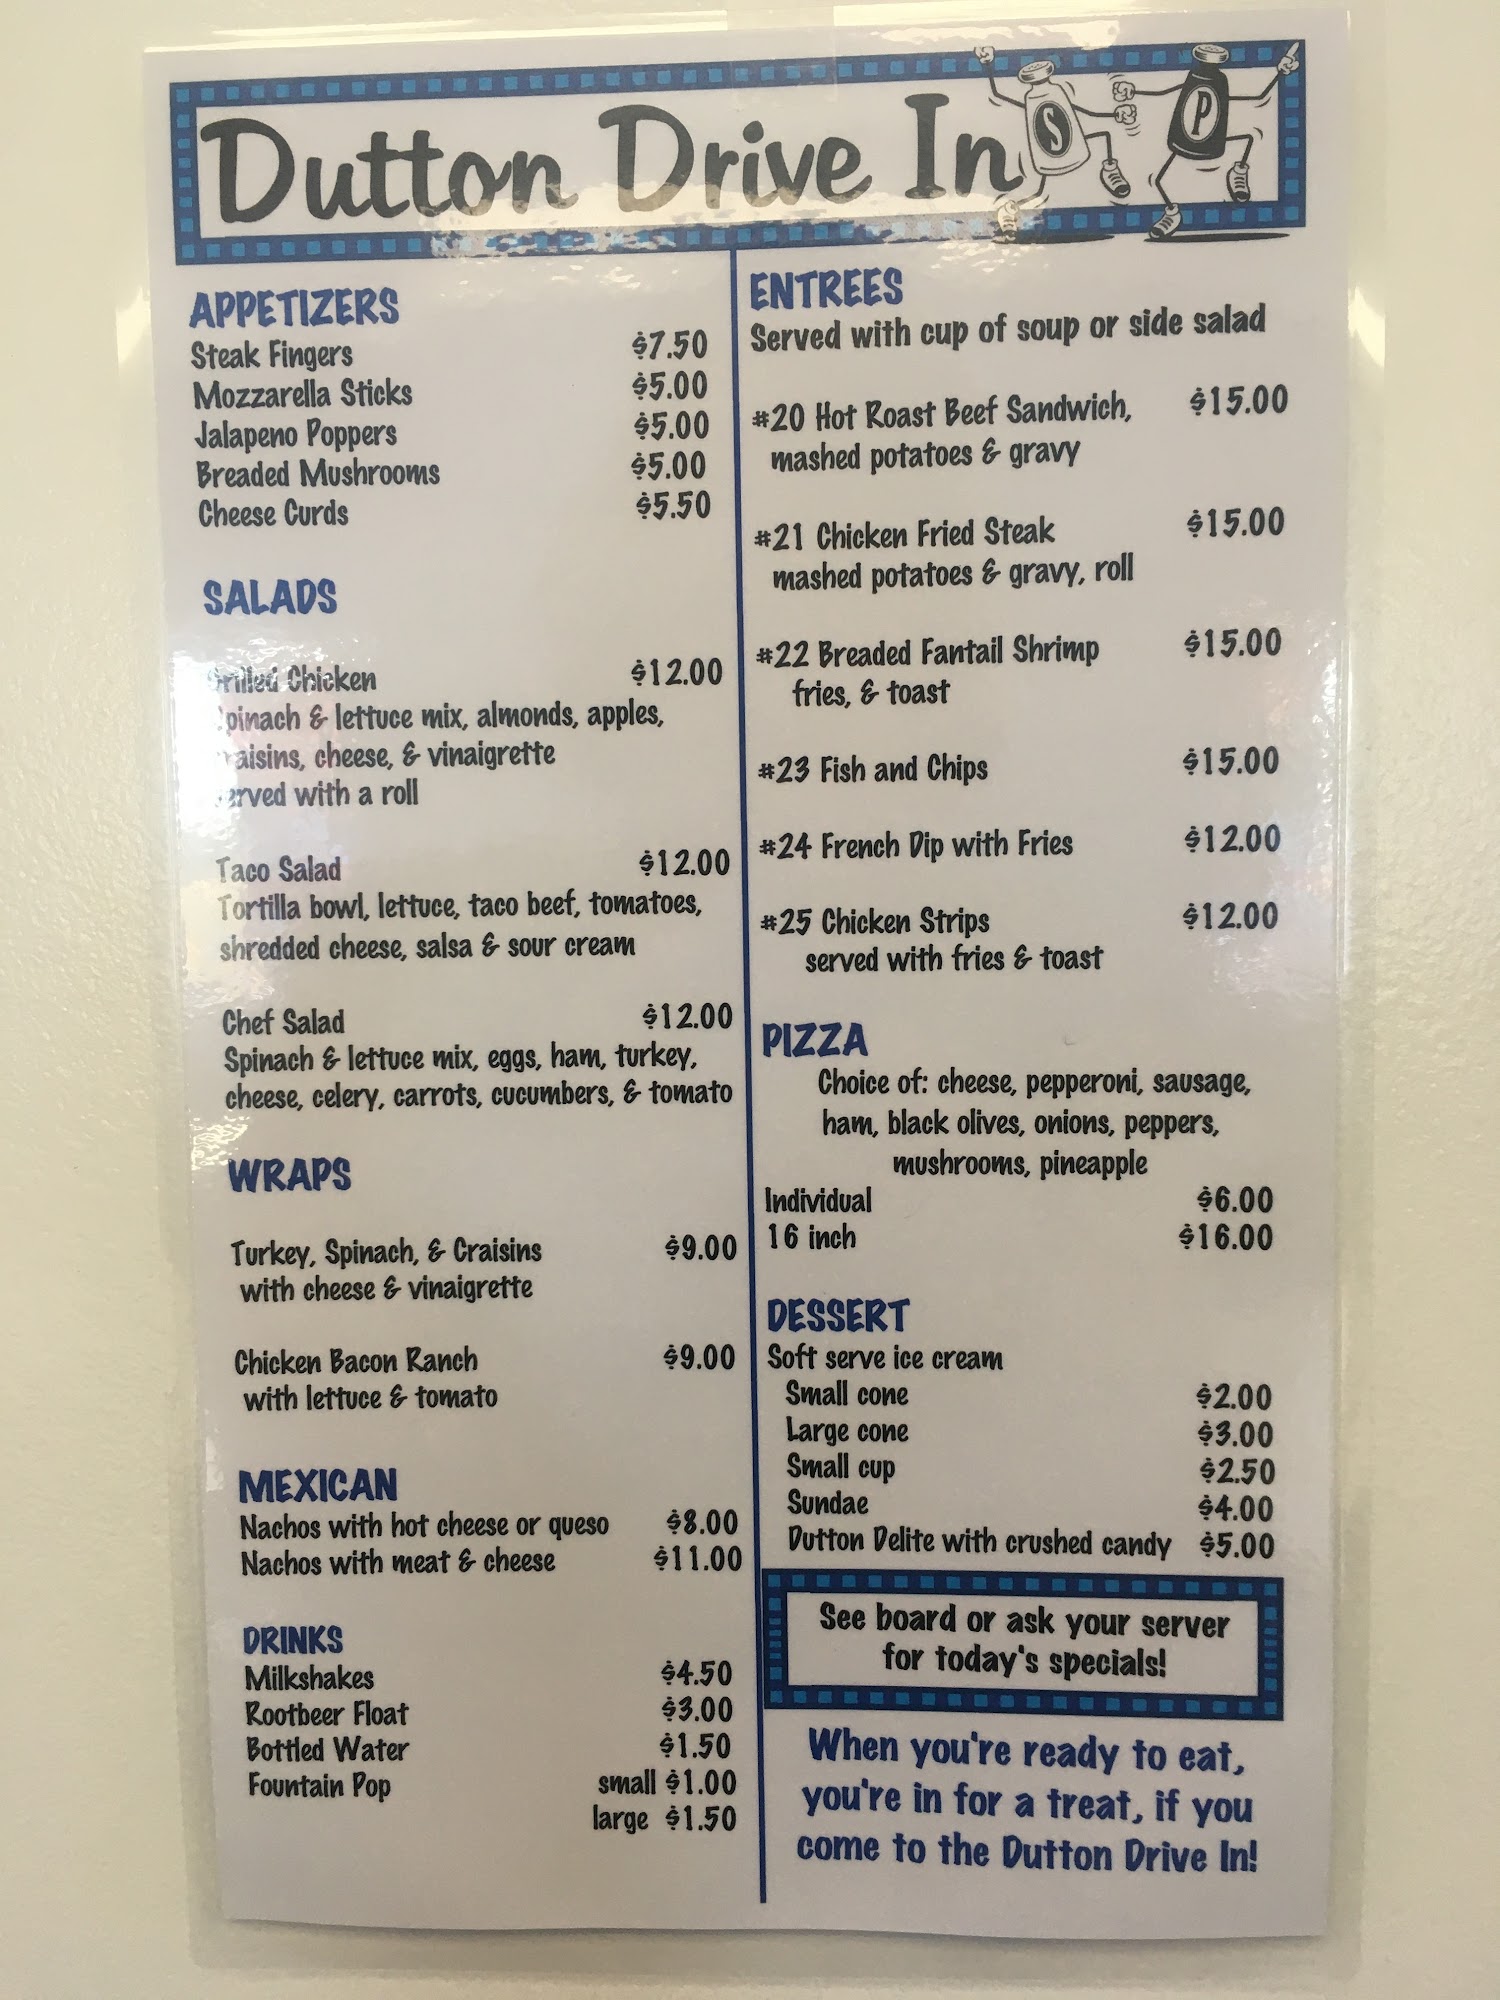 Dutton Drive In
S
P
APPETIZERS
Steak Fingers $7.50
Mozzarella Sticks $5.00
Jalapeno Poppers $5.00
Breaded Mushrooms $5.00
Cheese Curds $5.50
SALADS
Grilled Chicken $12.00
Spinach & lettuce mix, almonds, apples,
craisins, cheese, & vinaigrette
served with a roll
Taco Salad $12.00
Tortilla bowl, lettuce, taco beef, tomatoes,
shredded cheese, salsa & sour cream
Chef Salad $12.00
Spinach & lettuce mix, eggs, ham, turkey,
cheese, celery, carrots, cucumbers, & tomato
WRAPS
Turkey, Spinach, & Craisins $9.00
with cheese & vinaigrette
Chicken Bacon Ranch $9.00
with lettuce & tomato
MEXICAN
Nachos with hot cheese or queso $8.00
Nachos with meat & cheese $11.00
DRINKS
Milkshakes $4.50
Rootbeer Float $3.00
Bottled Water $1.50
Fountain Pop small $1.00
large $1.50
ENTREES
Served with cup of soup or side salad
#20 Hot Roast Beef Sandwich, $15.00
mashed potatoes & gravy
#21 Chicken Fried Steak $15.00
mashed potatoes & gravy, roll
#22 Breaded Fantail Shrimp $15.00
fries, & toast
#23 Fish and Chips $15.00
#24 French Dip with Fries $12.00
#25 Chicken Strips $12.00
served with fries & toast
PIZZA
Choice of: cheese, pepperoni, sausage,
ham, black olives, onions, peppers,
mushrooms, pineapple
Individual $6.00
16 inch $16.00
DESSERT
Soft serve ice cream
Small cone $2.00
Large cone $3.00
Small cup $2.50
Sundae $4.00
Dutton Delite with crushed candy $5.00
See board or ask your server
for today's specials!
When you're ready to eat,
you're in for a treat, if you
come to the Dutton Drive In!